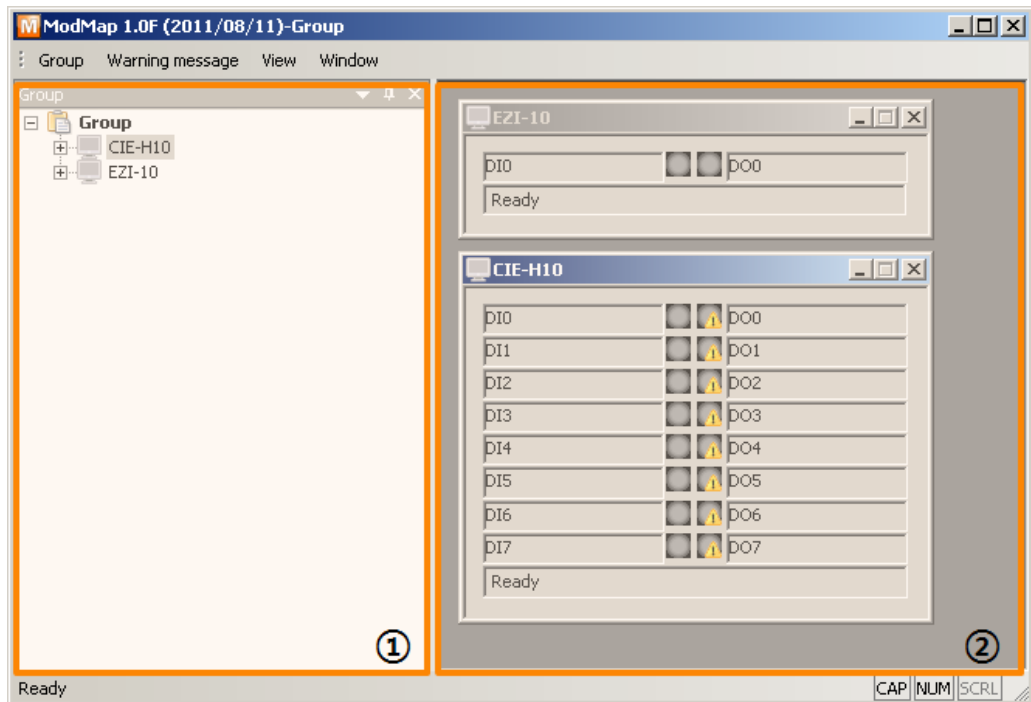 ModMap 1.0F (2011/08/11)-Group
Group Warning message View Window
Group
Group
CIE-H10
EZI-10
①
EZI-10
DI0 DO0
Ready
CIE-H10
DI0 DO0
DI1 DO1
DI2 DO2
DI3 DO3
DI4 DO4
DI5 DO5
DI6 DO6
DI7 DO7
Ready
②
Ready CAP NUM SCRL